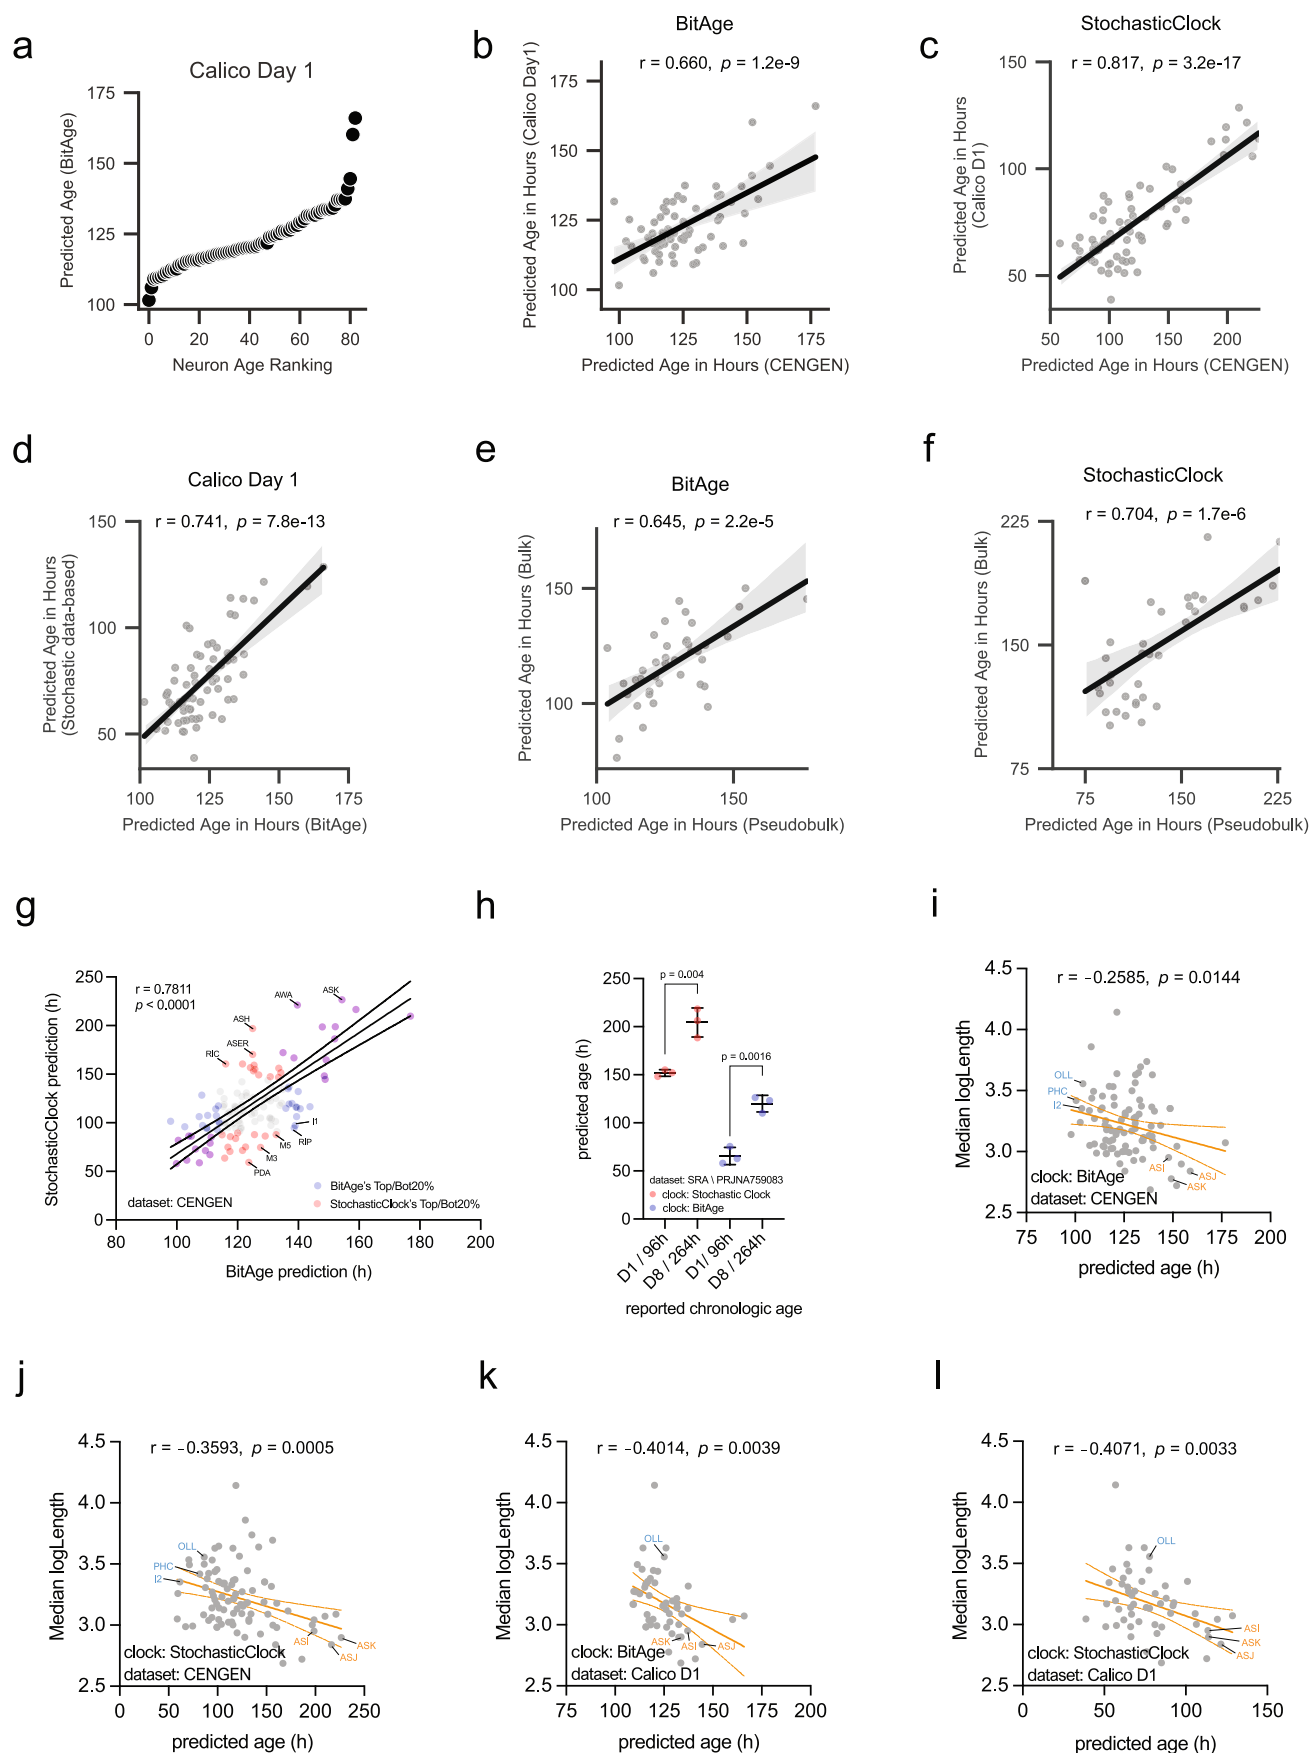 a
Calico Day 1
Predicted Age (BitAge)
175
150
125
100
0
20
40
60
80
Neuron Age Ranking
b
BitAge
r = 0.660, p = 1.2e-9
Predicted Age in Hours (Calico Day1)
175
150
125
100
100
125
150
175
Predicted Age in Hours (CENGEN)
c
StochasticClock
r = 0.817, p = 3.2e-17
Predicted Age in Hours
(Calico D1)
150
100
50
50
100
150
200
Predicted Age in Hours (CENGEN)
d
Calico Day 1
r = 0.741, p = 7.8e-13
Predicted Age in Hours
(Stochastic data-based)
150
100
50
100
125
150
175
Predicted Age in Hours (BitAge)
e
BitAge
r = 0.645, p = 2.2e-5
Predicted Age in Hours (Bulk)
150
100
100
150
Predicted Age in Hours (Pseudobulk)
f
StochasticClock
r = 0.704, p = 1.7e-6
Predicted Age in Hours (Bulk)
225
150
75
75
150
225
Predicted Age in Hours (Pseudobulk)
g
StochasticClock prediction (h)
250
200
150
100
50
0
r = 0.7811
p < 0.0001
AWA
ASK
ASH
ASER
RIC
I1
RIP
M5
M3
PDA
BitAge's Top/Bot20%
StochasticClock's Top/Bot20%
dataset: CENGEN
80
100
120
140
160
180
200
BitAge prediction (h)
h
predicted age (h)
250
200
150
100
50
0
p = 0.004
p = 0.0016
dataset: SRA \ PRJNA759083
clock: Stochastic Clock
clock: BitAge
D1 / 96h
D8 / 264h
D1 / 96h
D8 / 264h
reported chronologic age
i
Median logLength
4.5
4.0
3.5
3.0
2.5
r = -0.2585, p = 0.0144
OLL
PHC
I2
ASI
ASJ
ASK
clock: BitAge
dataset: CENGEN
75
100
125
150
175
200
predicted age (h)
j
Median logLength
4.5
4.0
3.5
3.0
2.5
r = -0.3593, p = 0.0005
OLL
PHC
I2
ASI
ASK
ASJ
clock: StochasticClock
dataset: CENGEN
0
50
100
150
200
250
predicted age (h)
k
Median logLength
4.5
4.0
3.5
3.0
2.5
r = -0.4014, p = 0.0039
OLL
ASK
ASI
ASJ
clock: BitAge
dataset: Calico D1
75
100
125
150
175
200
predicted age (h)
l
Median logLength
4.5
4.0
3.5
3.0
2.5
r = -0.4071, p = 0.0033
OLL
ASI
ASK
ASJ
clock: StochasticClock
dataset: Calico D1
0
50
100
150
predicted age (h)